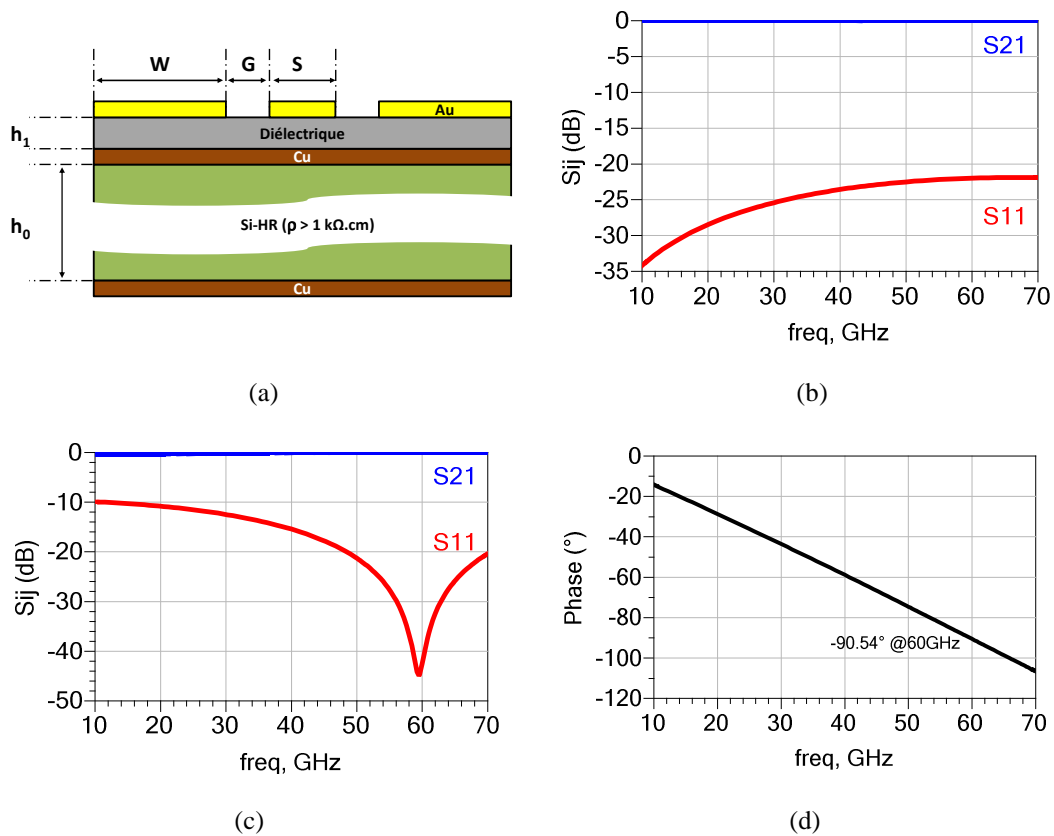 W
G
S
Au
h1
Diélectrique
Cu
h0
Si-HR (ρ > 1 kΩ.cm)
Cu
(a)
0
-5
-10
-15
-20
-25
-30
-35
Sij (dB)
S21
S11
10 20 30 40 50 60 70
freq, GHz
(b)
0
-10
-20
-30
-40
-50
Sij (dB)
S21
S11
10 20 30 40 50 60 70
freq, GHz
(c)
0
-20
-40
-60
-80
-100
-120
Phase (°)
-90.54° @60GHz
10 20 30 40 50 60 70
freq, GHz
(d)